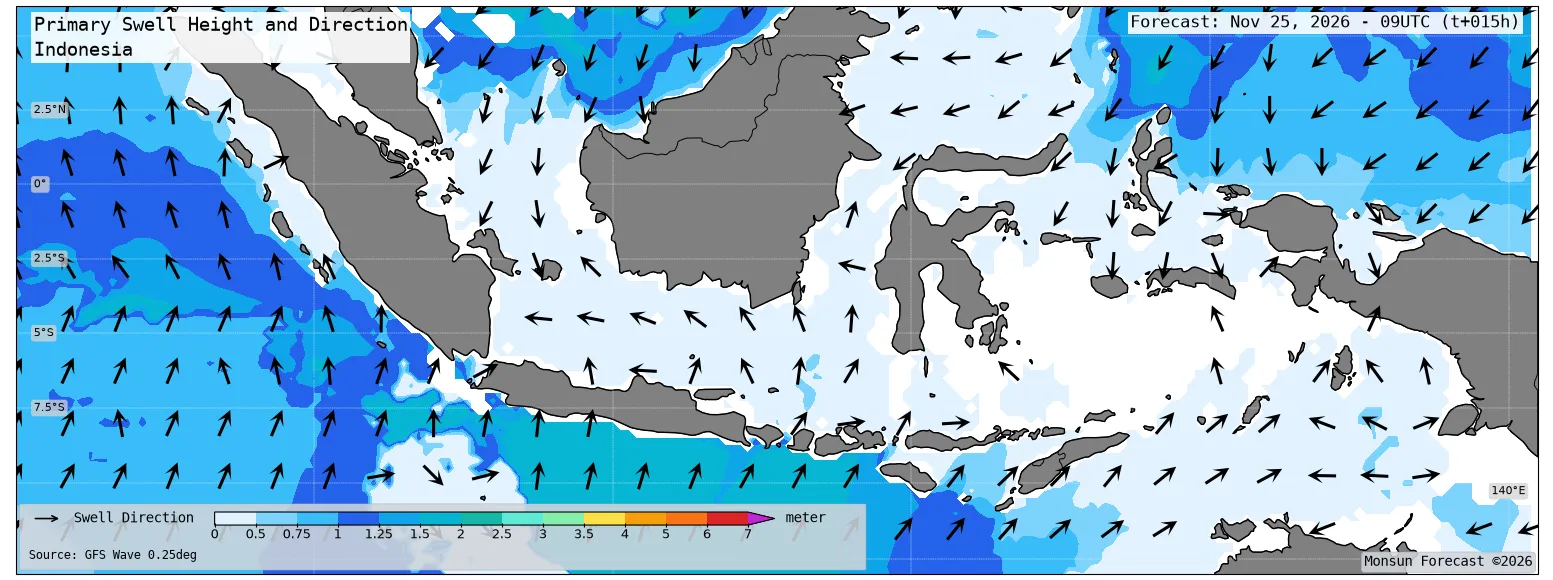 Primary Swell Height and Direction
Indonesia
Forecast: Nov 25, 2026 - 09UTC (t+015h)
2.5°N
0°
2.5°S
5°S
7.5°S
140°E
Swell Direction
0 0.5 0.75 1 1.25 1.5 2 2.5 3 3.5 4 5 6 7
meter
Source: GFS Wave 0.25deg
Monsun Forecast ©2026